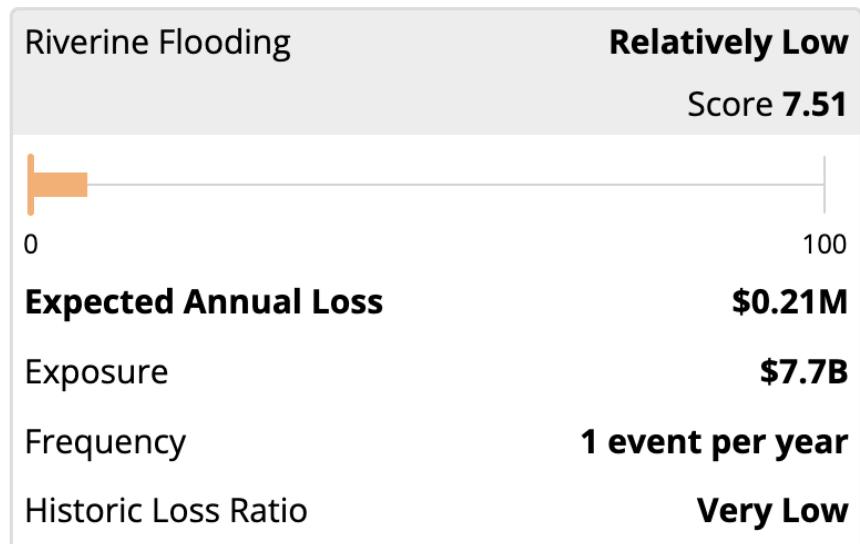 Riverine Flooding Relatively Low
Score 7.51
0 100
Expected Annual Loss $0.21M
Exposure $7.7B
Frequency 1 event per year
Historic Loss Ratio Very Low